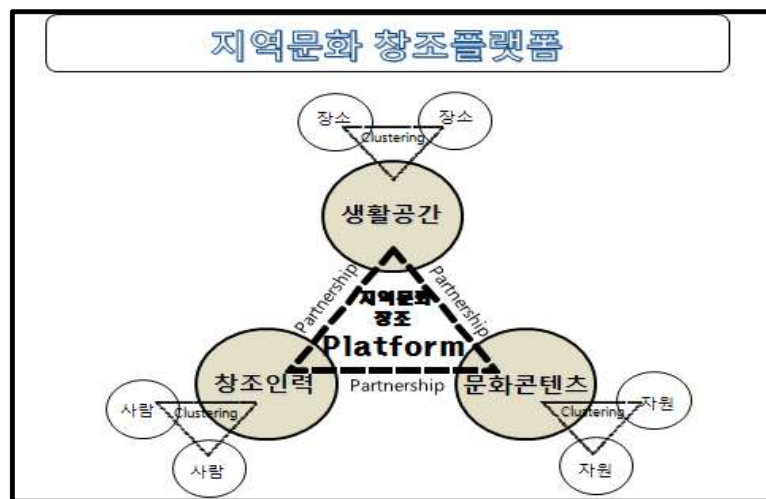 지역문화 창조플랫폼
장소
장소
Clustering
생활공간
Partnership
Partnership
지역문화
창조
Platform
창조인력
Partnership
문화콘텐츠
사람
Clustering
사람
Clustering
자원
자원